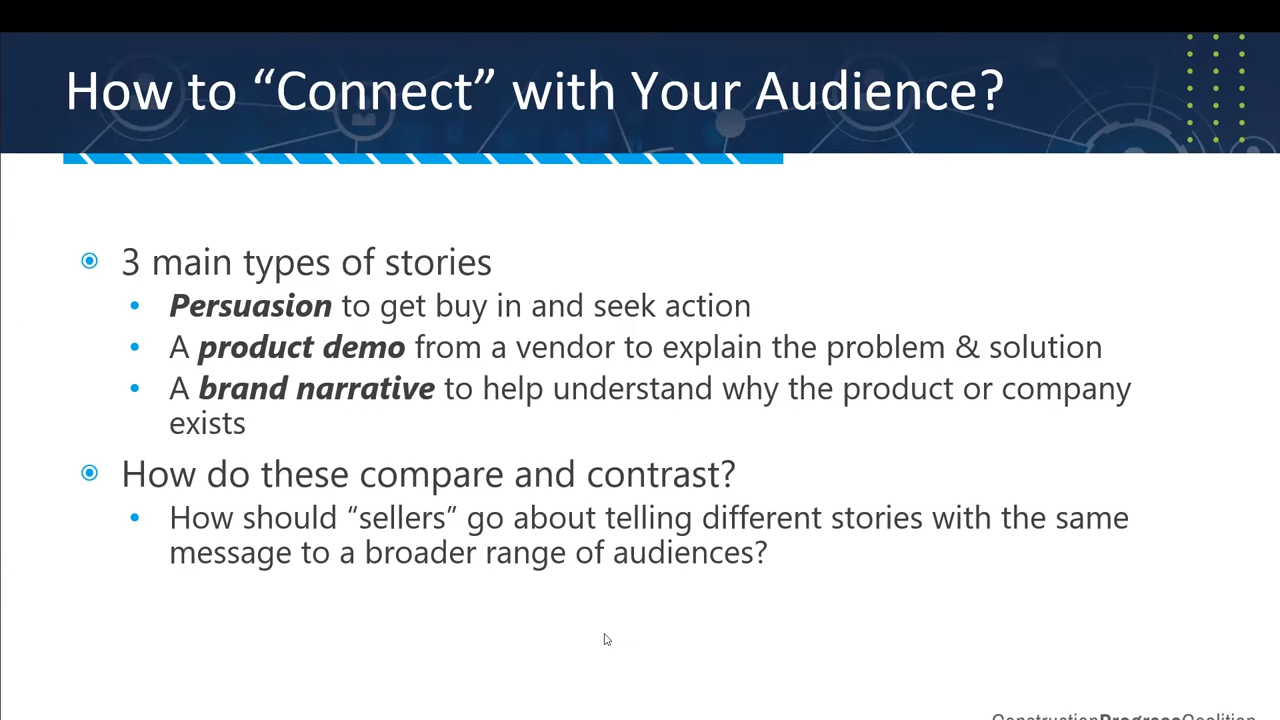 How to “Connect” with Your Audience?
3 main types of stories
Persuasion to get buy in and seek action
A product demo from a vendor to explain the problem & solution
A brand narrative to help understand why the product or company
exists
How do these compare and contrast?
How should “sellers” go about telling different stories with the same
message to a broader range of audiences?
ConstructionProgressCoalition